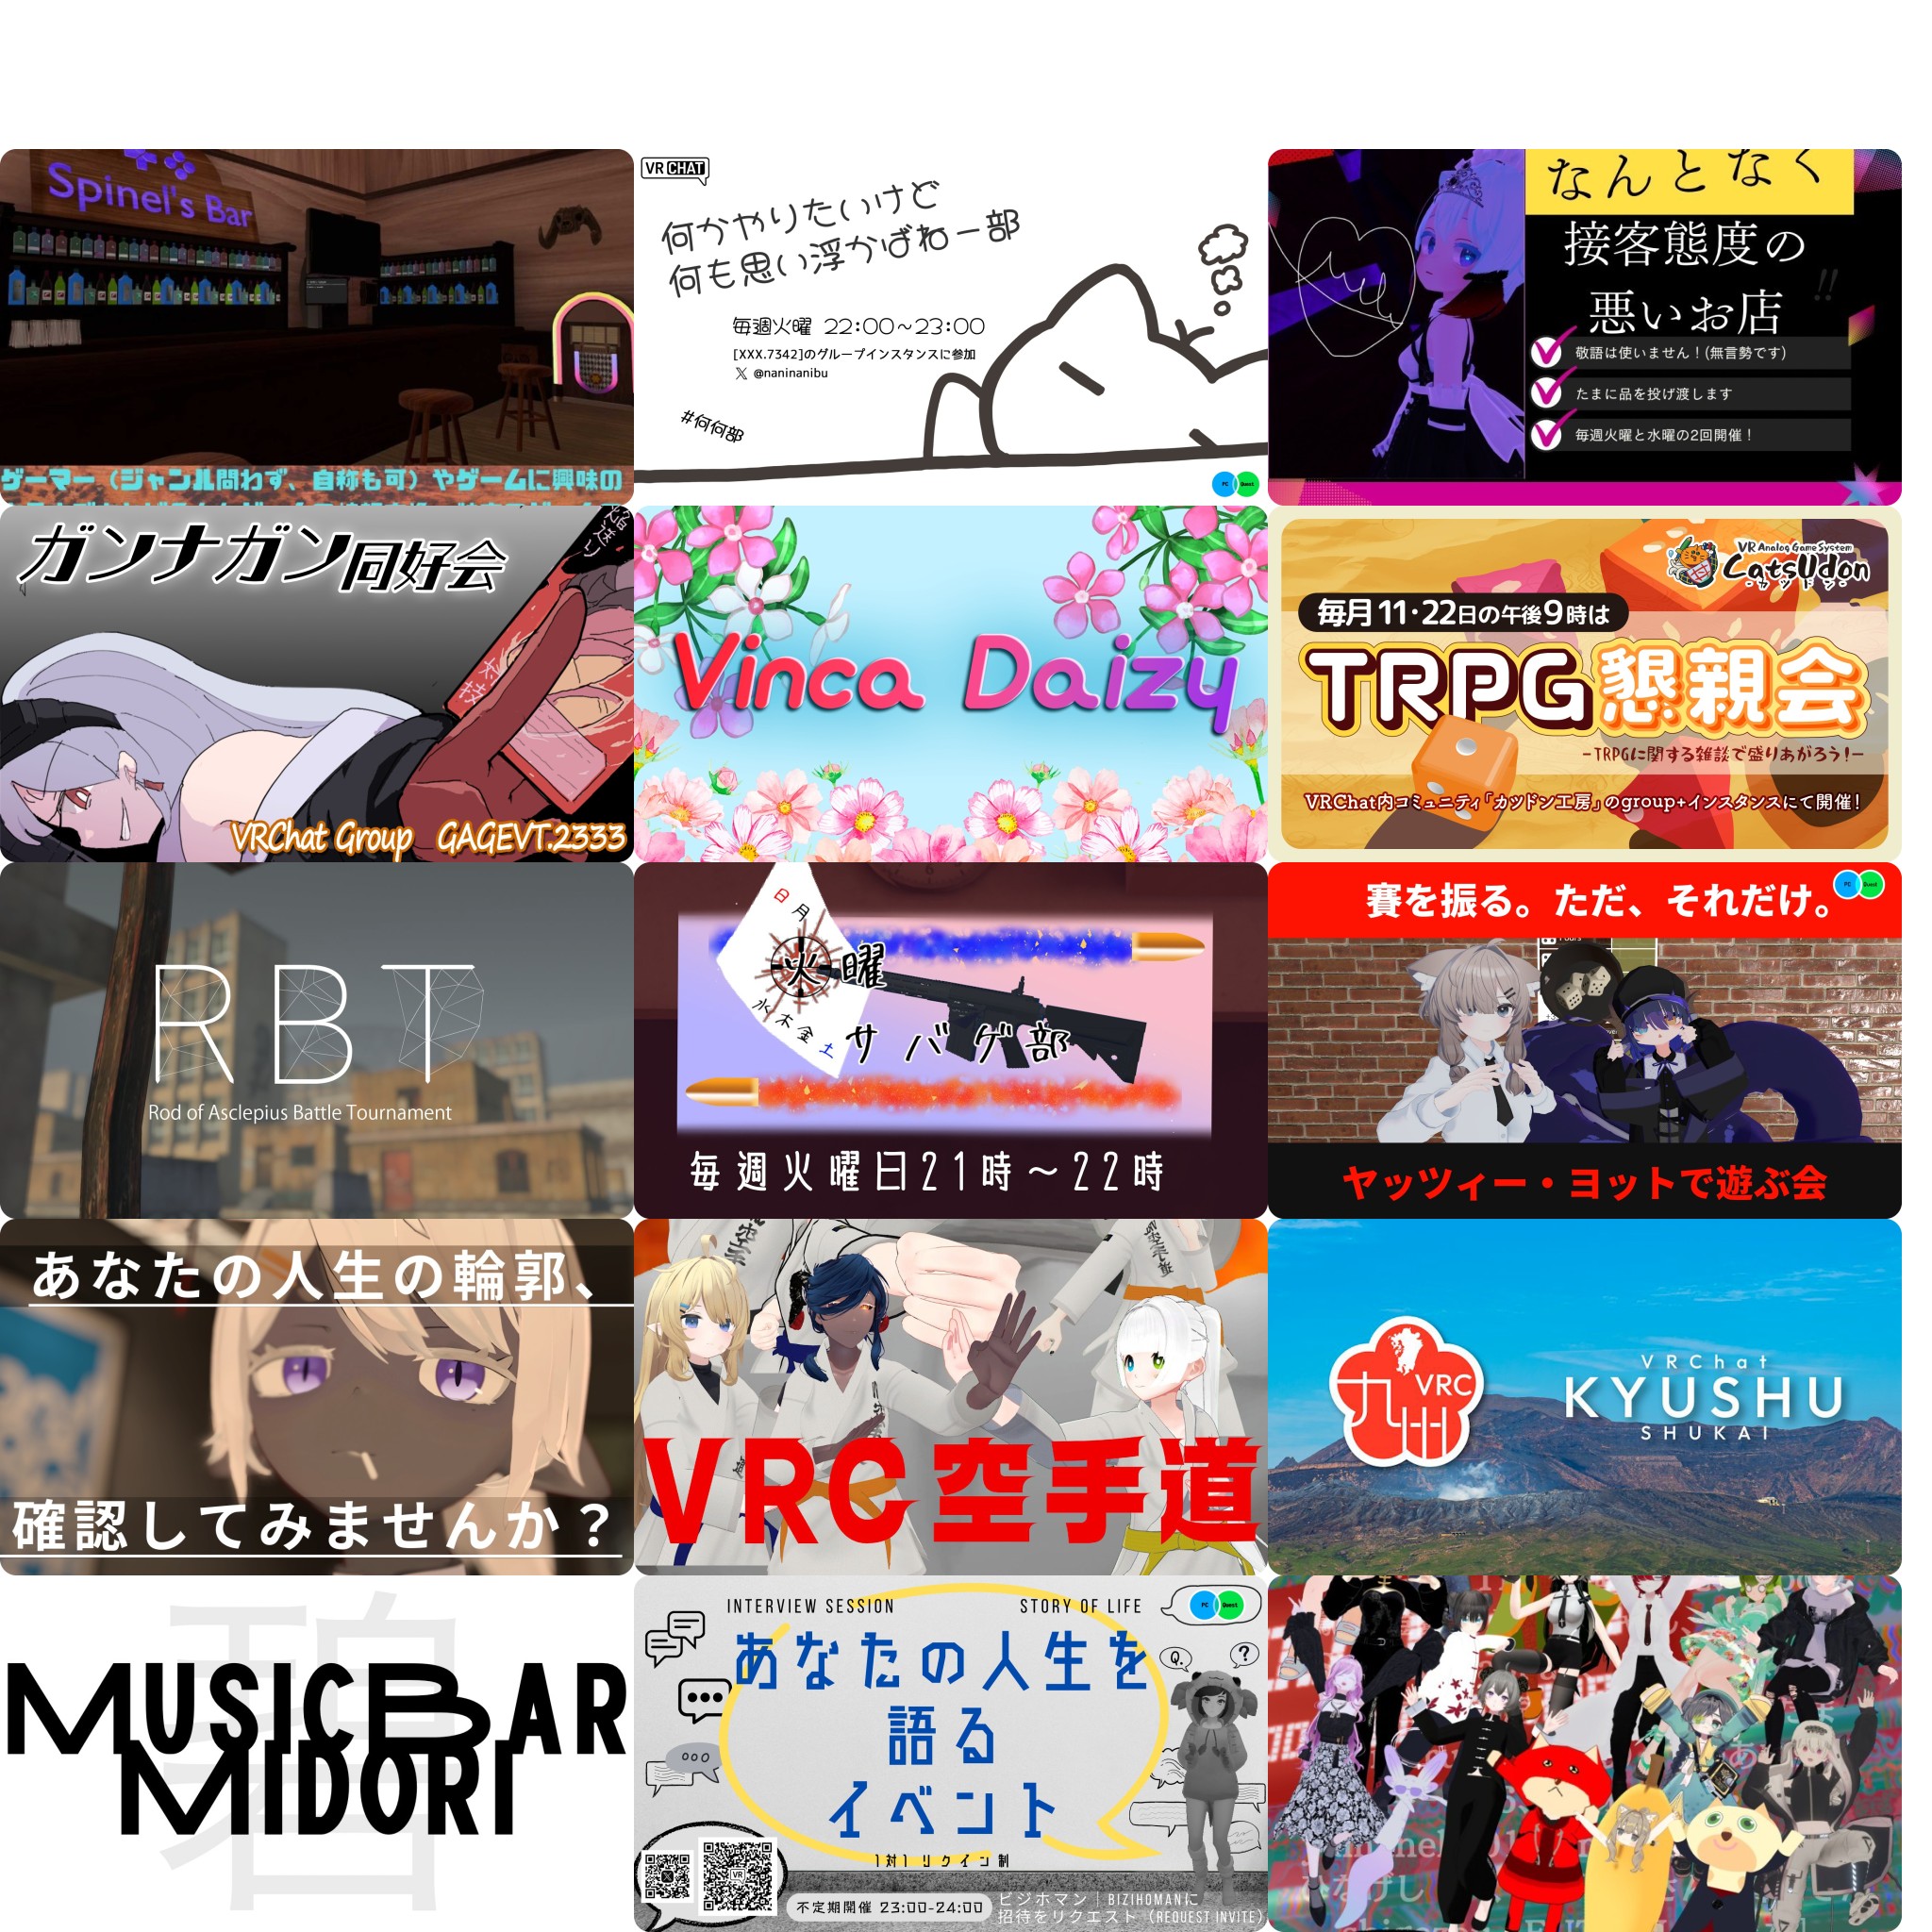 Spinel's Bar
ゲーマー（ジャンル問わず、自称も可）やゲームに興味の
VRCHAT
何かやりたいけど
何も思い浮かばねー部
毎週火曜 22:00～23:00
[XXX.7342]のグループインスタンスに参加
X @naninanibu
#何何部
PC Quest
なんとなく
接客態度の
悪いお店
!!
敬語は使いません！(無言勢です)
たまに品を投げ渡します
毎週火曜と水曜の2回開催！
ガンナガン同好会
VRChat Group GAGEVT.2333
Vinca Daizy
VR Analog Game System
CatsUdon
-カツドン-
毎月11・22日の午後9時は
TRPG懇親会
-TRPGに関する雑談で盛りあがろう!-
VRChat内コミュニティ「カツドン工房」のgroup+インスタンスにて開催！
RBT
Rod of Asclepius Battle Tournament
日月
火曜
水木金土
サバゲ部
毎週火曜日21時～22時
賽を振る。ただ、それだけ。
PC Quest
ヤッツィー・ヨットで遊ぶ会
あなたの人生の輪郭、
確認してみませんか？
VRC空手道
九州
VRC
VRChat
KYUSHU
SHUKAI
碧
MUSICBAR
MIDORI
INTERVIEW SESSION
STORY OF LIFE
PC Quest
あなたの人生を
語る
イベント
Q.
?
1対1 リクイン制
不定期開催 23:00-24:00
ビジホマン｜BIZIHOMANに
招待をリクエスト（REQUEST INVITE）